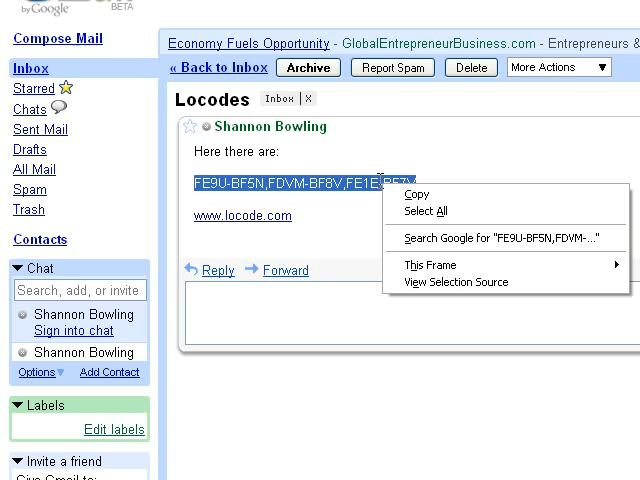 by Google BETA
Compose Mail
Inbox
Starred
Chats
Sent Mail
Drafts
All Mail
Spam
Trash
Contacts
Chat
Search, add, or invite
Shannon Bowling
Sign into chat
Shannon Bowling
Options Add Contact
Labels
Edit labels
Invite a friend
Give Gmail to:
Economy Fuels Opportunity - GlobalEntrepreneurBusiness.com - Entrepreneurs &
« Back to Inbox Archive Report Spam Delete More Actions
Locodes Inbox | X
Shannon Bowling
Here there are:
FE9U-BF5N,FDVM-BF8V,FE1E
www.locode.com
Reply Forward
Copy
Select All
Search Google for "FE9U-BF5N,FDVM-..."
This Frame
View Selection Source